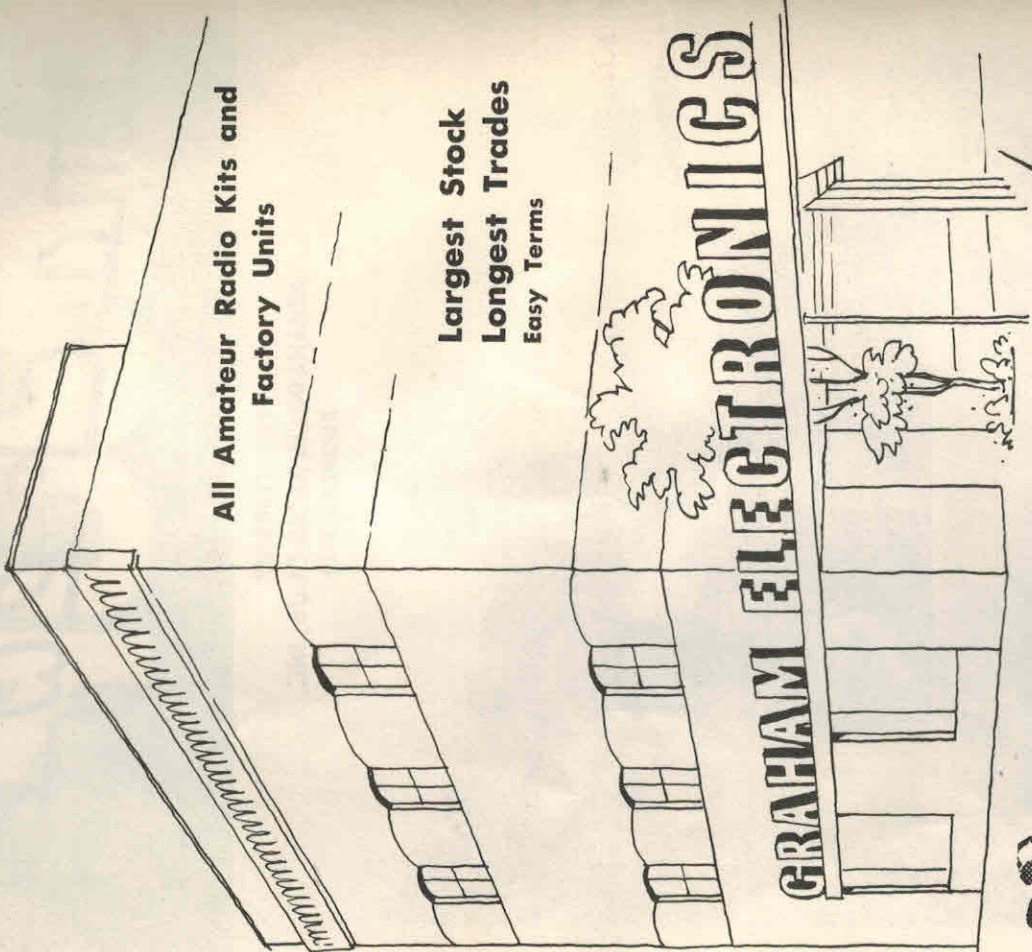 All Amateur Radio Kits and
Factory Units
Largest Stock
Longest Trades
Easy Terms
GRAHAM ELECTRONICS